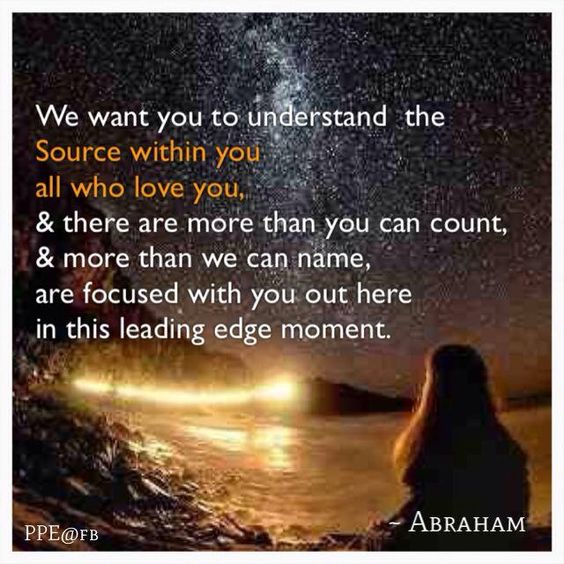 We want you to understand the
Source within you
all who love you,
& there are more than you can count,
& more than we can name,
are focused with you out here
in this leading edge moment.
~ ABRAHAM
PPE@FB